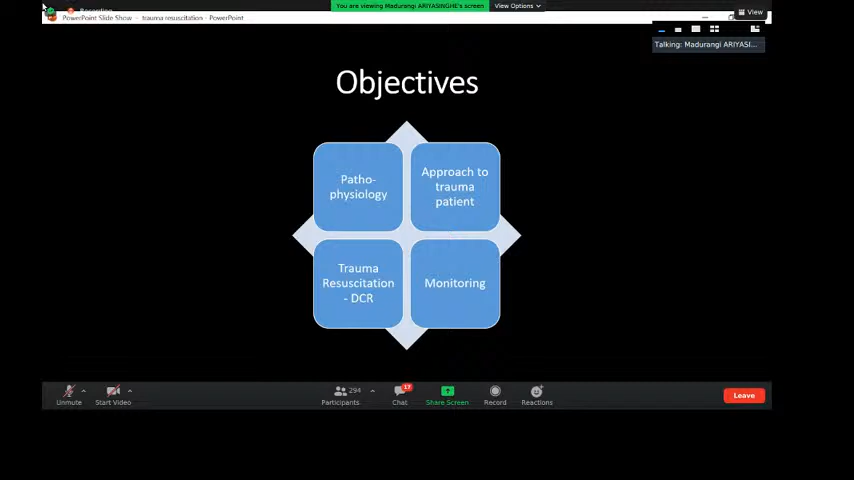 You are viewing Madurangi ARIYASINGHE's screen
View Options
Recording
PowerPoint Slide Show - trauma resuscitation - PowerPoint
View
Talking: Madurangi ARIYASI...
Objectives
Patho-
physiology
Approach to
trauma
patient
Trauma
Resuscitation
- DCR
Monitoring
Unmute
Start Video
294
Participants
17
Chat
Share Screen
Record
Reactions
Leave